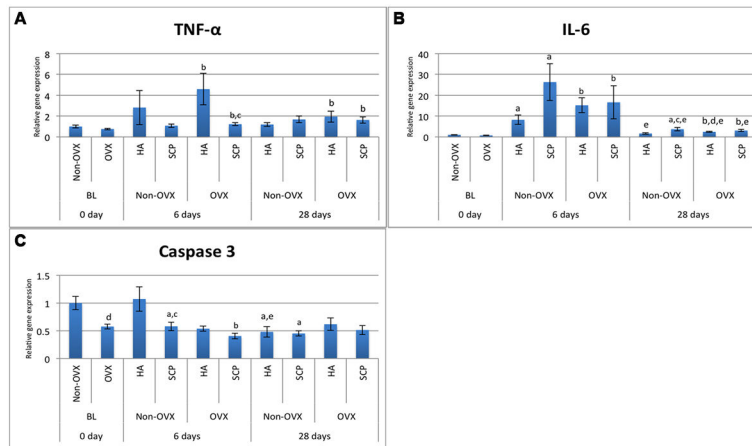 A
TNF-α
Relative gene expression
8
6
4
2
0
b
b,c
b
b
Non-OVX
OVX
HA
SCP
HA
SCP
HA
SCP
HA
SCP
BL
Non-OVX
OVX
Non-OVX
OVX
0 day
6 days
28 days
B
IL-6
Relative gene expression
40
30
20
10
0
a
a
b
b
e
a,c,e
b,d,e
b,e
Non-OVX
OVX
HA
SCP
HA
SCP
HA
SCP
HA
SCP
BL
Non-OVX
OVX
Non-OVX
OVX
0 day
6 days
28 days
C
Caspase 3
Relative gene expression
1.5
1
0.5
0
d
a,c
b
a,e
a
Non-OVX
OVX
HA
SCP
HA
SCP
HA
SCP
HA
SCP
BL
Non-OVX
OVX
Non-OVX
OVX
0 day
6 days
28 days